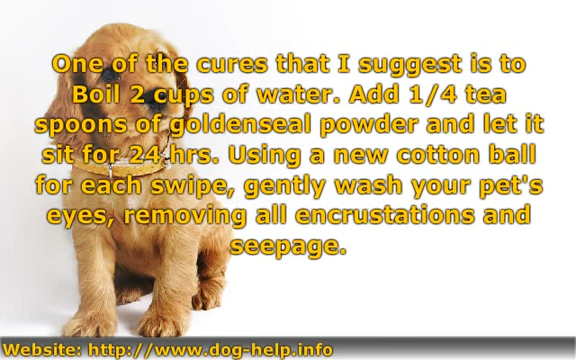 One of the cures that I suggest is to
Boil 2 cups of water. Add 1/4 tea
spoons of goldenseal powder and let it
sit for 24 hrs. Using a new cotton ball
for each swipe, gently wash your pet's
eyes, removing all encrustations and
seepage.
Website: http://www.dog-help.info